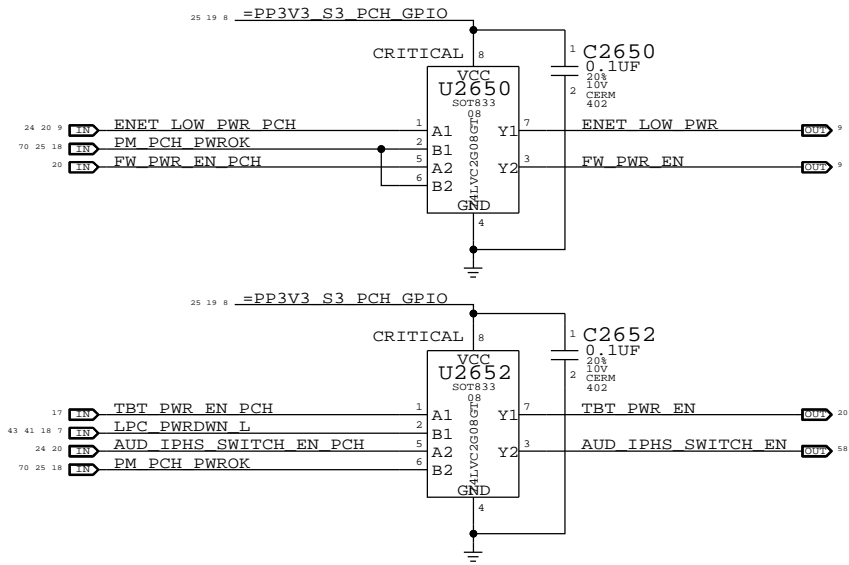 25 19 8 =PP3V3_S3_PCH_GPIO
CRITICAL 8
1 C2650
0.1UF
20%
10V
2 CERM
402
VCC
U2650
SOT833
08
74LVC2G08GT
24 20 9 IN ENET_LOW_PWR_PCH 1 A1 Y1 7 ENET_LOW_PWR OUT 9
70 25 18 IN PM_PCH_PWROK 2 B1
20 IN FW_PWR_EN_PCH 5 A2 Y2 3 FW_PWR_EN OUT 9
6 B2
GND
4
25 19 8 =PP3V3_S3_PCH_GPIO
CRITICAL 8
1 C2652
0.1UF
20%
10V
2 CERM
402
VCC
U2652
SOT833
08
74LVC2G08GT
17 IN TBT_PWR_EN_PCH 1 A1 Y1 7 TBT_PWR_EN OUT 20
43 41 18 7 IN LPC_PWRDWN_L 2 B1
24 20 IN AUD_IPHS_SWITCH_EN_PCH 5 A2 Y2 3 AUD_IPHS_SWITCH_EN OUT 58
70 25 18 IN PM_PCH_PWROK 6 B2
GND
4